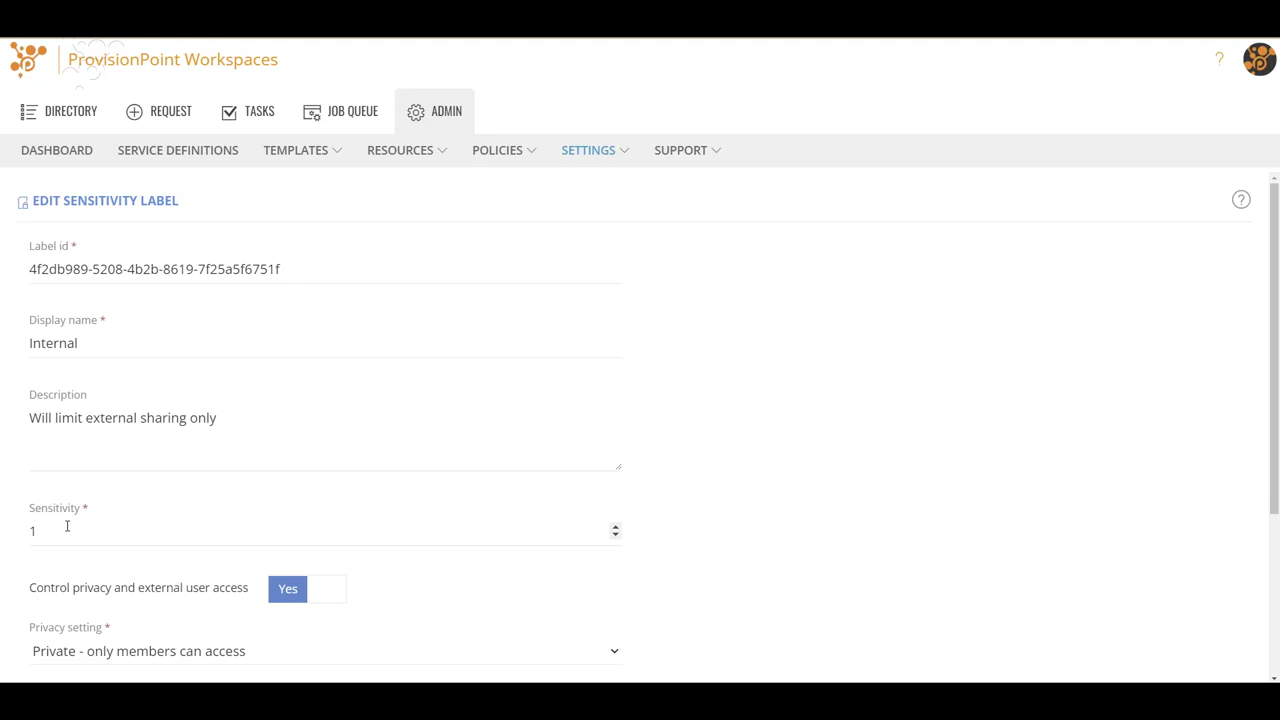 ProvisionPoint Workspaces
?
DIRECTORY REQUEST TASKS JOB QUEUE ADMIN
DASHBOARD SERVICE DEFINITIONS TEMPLATES RESOURCES POLICIES SETTINGS SUPPORT
EDIT SENSITIVITY LABEL
?
Label id *
4f2db989-5208-4b2b-8619-7f25a5f6751f
Display name *
Internal
Description
Will limit external sharing only
Sensitivity *
1
Control privacy and external user access Yes
Privacy setting *
Private - only members can access